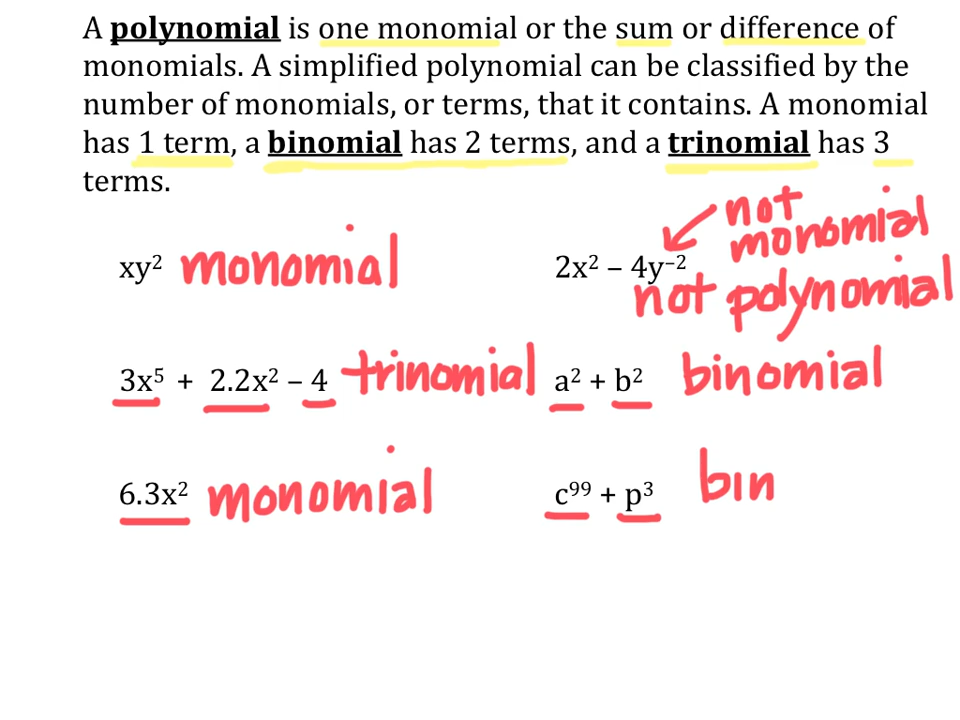 A polynomial is one monomial or the sum or difference of
monomials. A simplified polynomial can be classified by the
number of monomials, or terms, that it contains. A monomial
has 1 term, a binomial has 2 terms, and a trinomial has 3
terms.
not
monomial
xy² monomial
2x² – 4y⁻²
not polynomial
3x⁵ + 2.2x² – 4 trinomial
a² + b² binomial
6.3x² monomial
c⁹⁹ + p³ bin